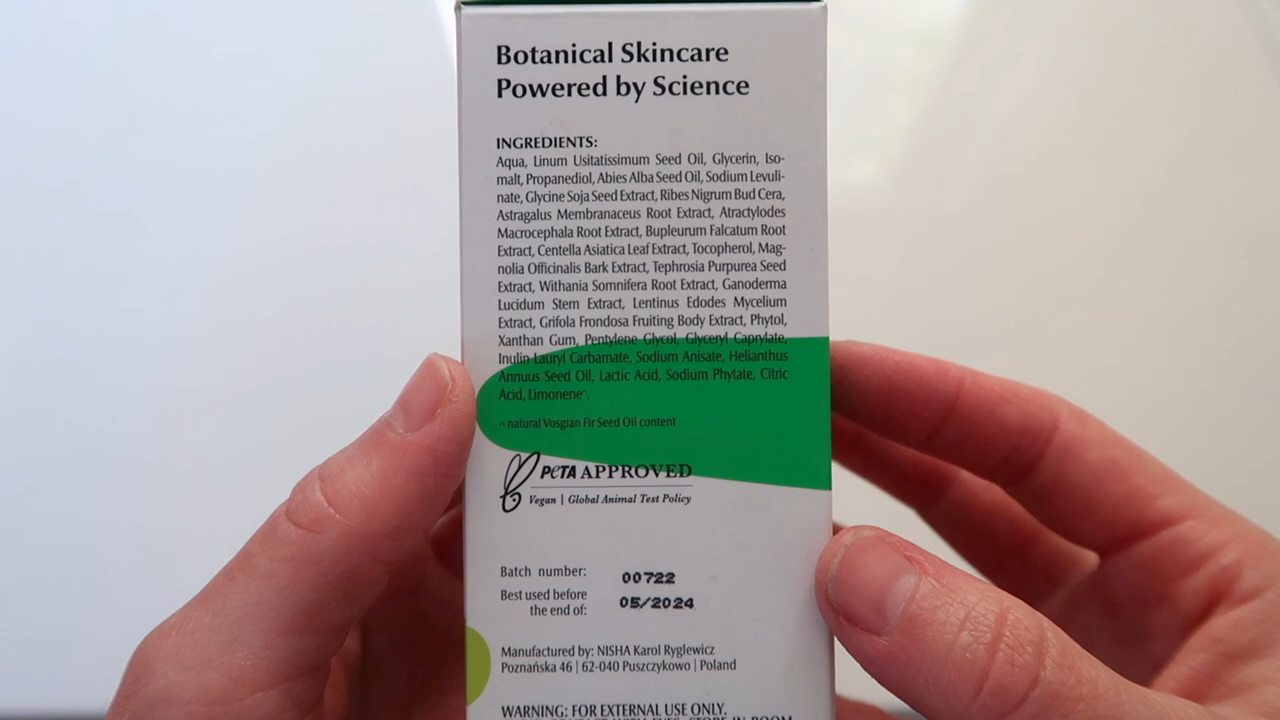 Botanical Skincare
Powered by Science
INGREDIENTS:
Aqua, Linum Usitatissimum Seed Oil, Glycerin, Iso-
malt, Propanediol, Abies Alba Seed Oil, Sodium Levuli-
nate, Glycine Soja Seed Extract, Ribes Nigrum Bud Cera,
Astragalus Membranaceus Root Extract, Atractylodes
Macrocephala Root Extract, Bupleurum Falcatum Root
Extract, Centella Asiatica Leaf Extract, Tocopherol, Mag-
nolia Officinalis Bark Extract, Tephrosia Purpurea Seed
Extract, Withania Somnifera Root Extract, Ganoderma
Lucidum Stem Extract, Lentinus Edodes Mycelium
Extract, Grifola Frondosa Fruiting Body Extract, Phytol,
Xanthan Gum, Pentylene Glycol, Glyceryl Caprylate,
Inulin Lauryl Carbamate, Sodium Anisate, Helianthus
Annuus Seed Oil, Lactic Acid, Sodium Phytate, Citric
Acid, Limonene^.
^ natural Vosgian Fir Seed Oil content
PETA APPROVED
Vegan | Global Animal Test Policy
Batch number: 00722
Best used before
the end of: 05/2024
Manufactured by: NISHA Karol Ryglewicz
Poznańska 46 | 62-040 Puszczykowo | Poland
WARNING: FOR EXTERNAL USE ONLY.